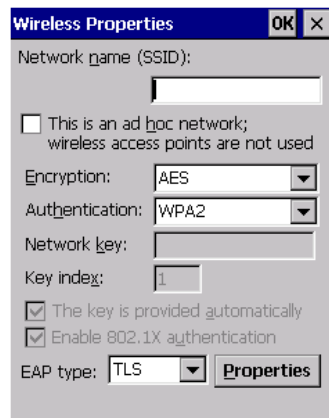 Wireless Properties OK ×
Network name (SSID):
This is an ad hoc network;
wireless access points are not used
Encryption: AES
Authentication: WPA2
Network key:
Key index: 1
The key is provided automatically
Enable 802.1X authentication
EAP type: TLS Properties